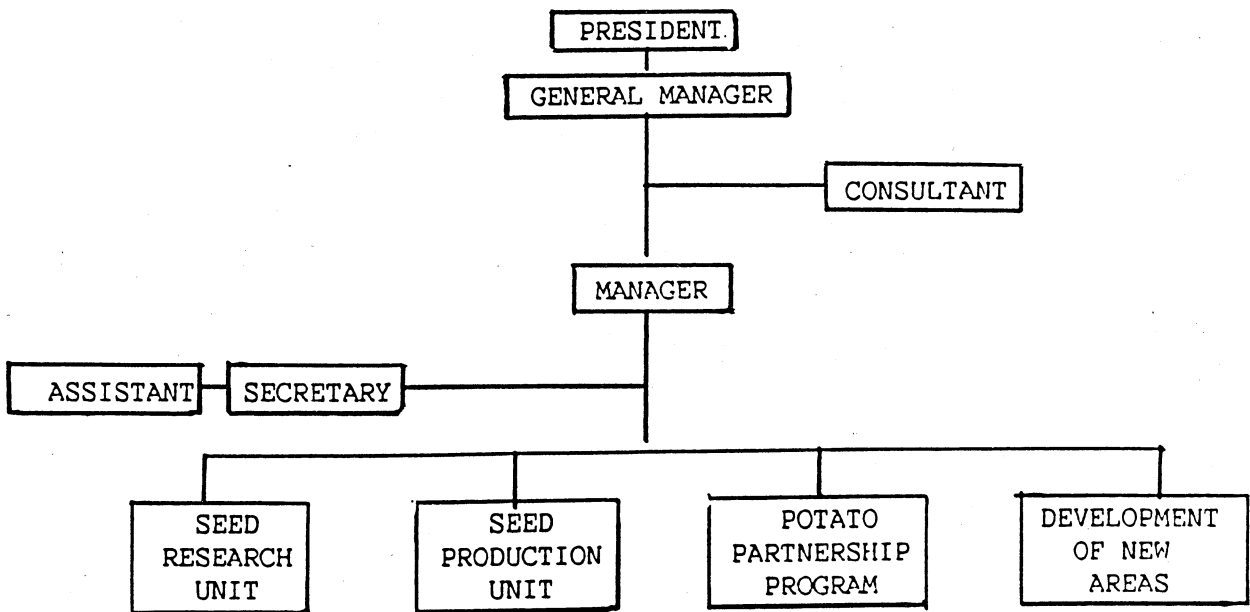 PRESIDENT
GENERAL MANAGER
CONSULTANT
MANAGER
ASSISTANT SECRETARY
SEED
RESEARCH
UNIT
SEED
PRODUCTION
UNIT
POTATO
PARTNERSHIP
PROGRAM
DEVELOPMENT
OF NEW
AREAS